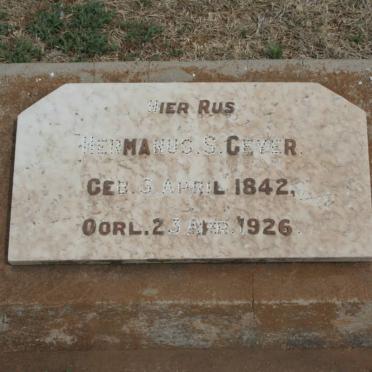 HIER RUS
HERMANUS. S. GEYER.
GEB. 3 APRIL 1842.
OORL. 23 APR. 1926.